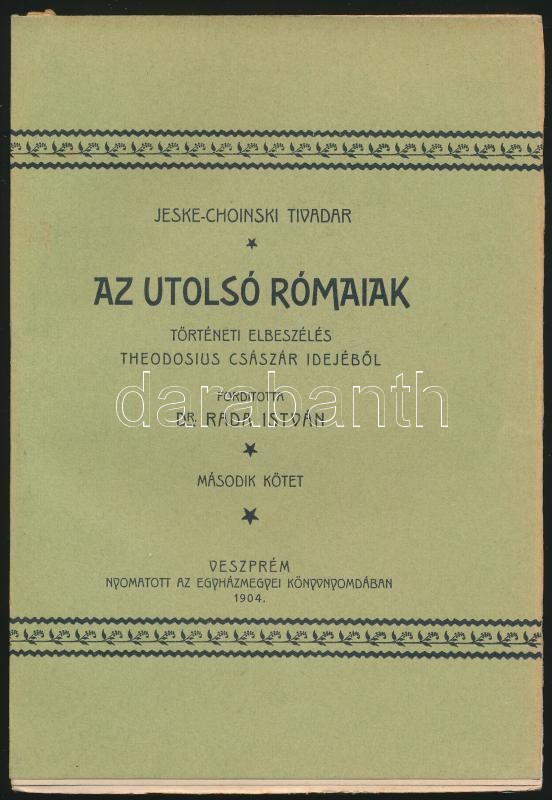 JESKE-CHOINSKI TIVADAR
AZ UTOLSÓ RÓMAIAK
TÖRTÉNETI ELBESZÉLÉS
THEODOSIUS CSÁSZÁR IDEJÉBŐL
FORDITOTTA
darabanth
DR. RADA ISTVÁN
MÁSODIK KÖTET
VESZPRÉM
NYOMATOTT AZ EGYHÁZMEGYEI KÖNYVNYOMDÁBAN
1904.